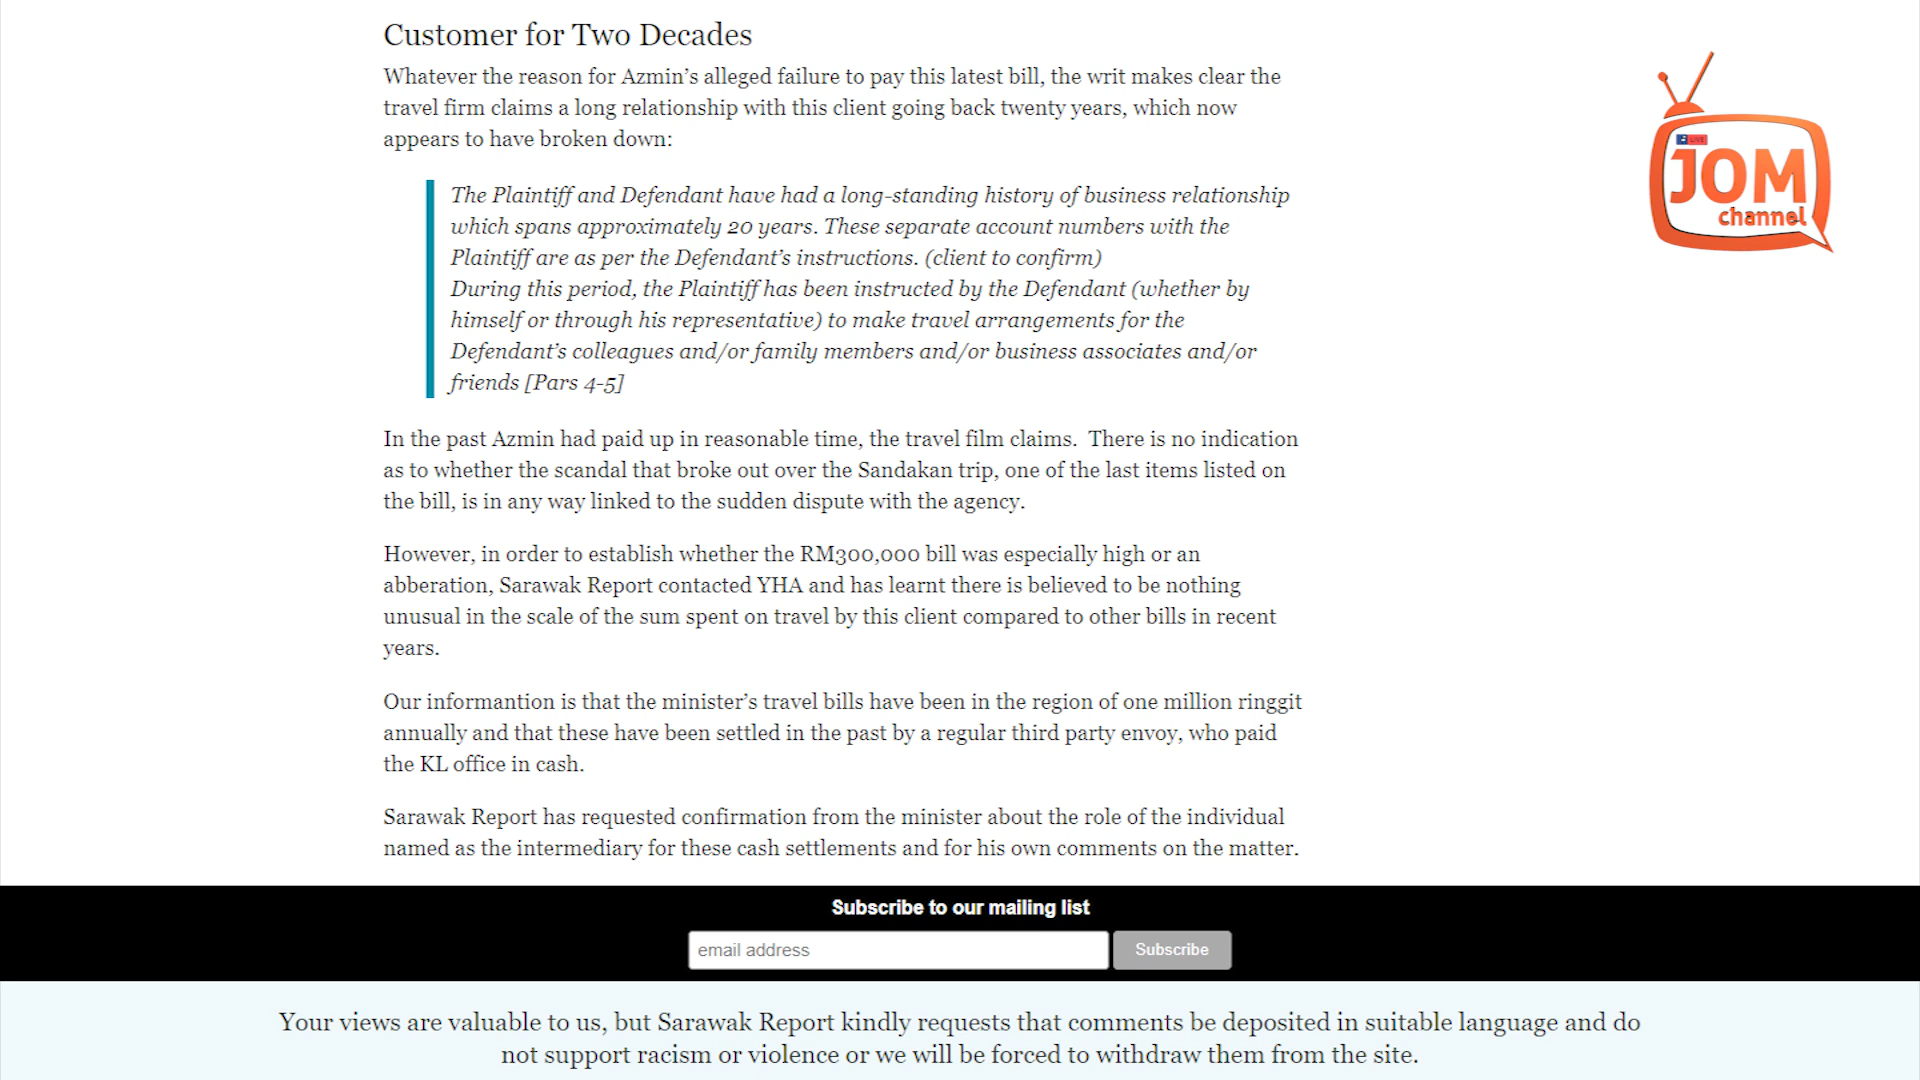 Customer for Two Decades
Whatever the reason for Azmin’s alleged failure to pay this latest bill, the writ makes clear the
travel firm claims a long relationship with this client going back twenty years, which now
appears to have broken down:
The Plaintiff and Defendant have had a long-standing history of business relationship
which spans approximately 20 years. These separate account numbers with the
Plaintiff are as per the Defendant’s instructions. (client to confirm)
During this period, the Plaintiff has been instructed by the Defendant (whether by
himself or through his representative) to make travel arrangements for the
Defendant’s colleagues and/or family members and/or business associates and/or
friends [Pars 4-5]
In the past Azmin had paid up in reasonable time, the travel film claims.  There is no indication
as to whether the scandal that broke out over the Sandakan trip, one of the last items listed on
the bill, is in any way linked to the sudden dispute with the agency.
However, in order to establish whether the RM300,000 bill was especially high or an
abberation, Sarawak Report contacted YHA and has learnt there is believed to be nothing
unusual in the scale of the sum spent on travel by this client compared to other bills in recent
years.
Our informantion is that the minister’s travel bills have been in the region of one million ringgit
annually and that these have been settled in the past by a regular third party envoy, who paid
the KL office in cash.
Sarawak Report has requested confirmation from the minister about the role of the individual
named as the intermediary for these cash settlements and for his own comments on the matter.
LIVE
JOM
channel
Subscribe to our mailing list
email address
Subscribe
Your views are valuable to us, but Sarawak Report kindly requests that comments be deposited in suitable language and do
not support racism or violence or we will be forced to withdraw them from the site.